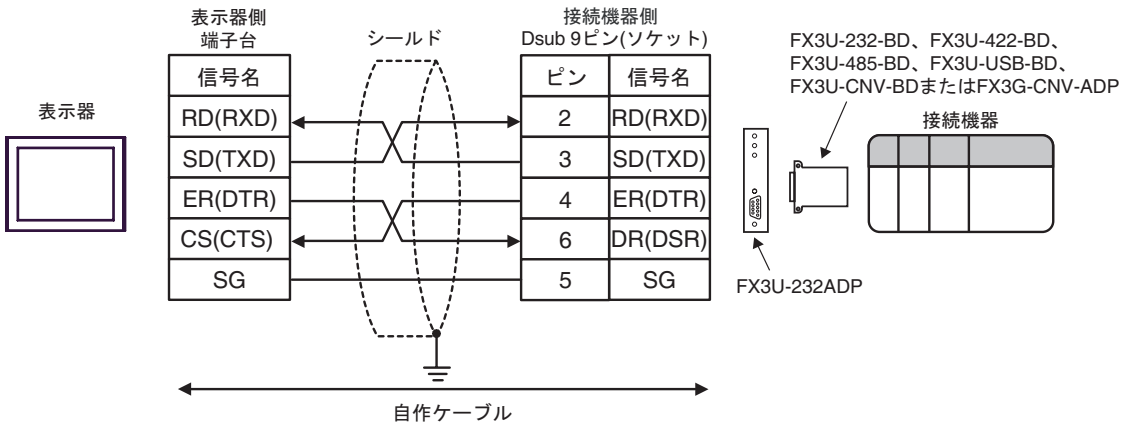 表示器
表示器側
端子台
シールド
接続機器側
Dsub 9ピン(ソケット)
信号名
ピン 信号名
RD(RXD) 2 RD(RXD)
SD(TXD) 3 SD(TXD)
ER(DTR) 4 ER(DTR)
CS(CTS) 6 DR(DSR)
SG 5 SG
自作ケーブル
FX3U-232-BD、FX3U-422-BD、
FX3U-485-BD、FX3U-USB-BD、
FX3U-CNV-BDまたはFX3G-CNV-ADP
接続機器
FX3U-232ADP